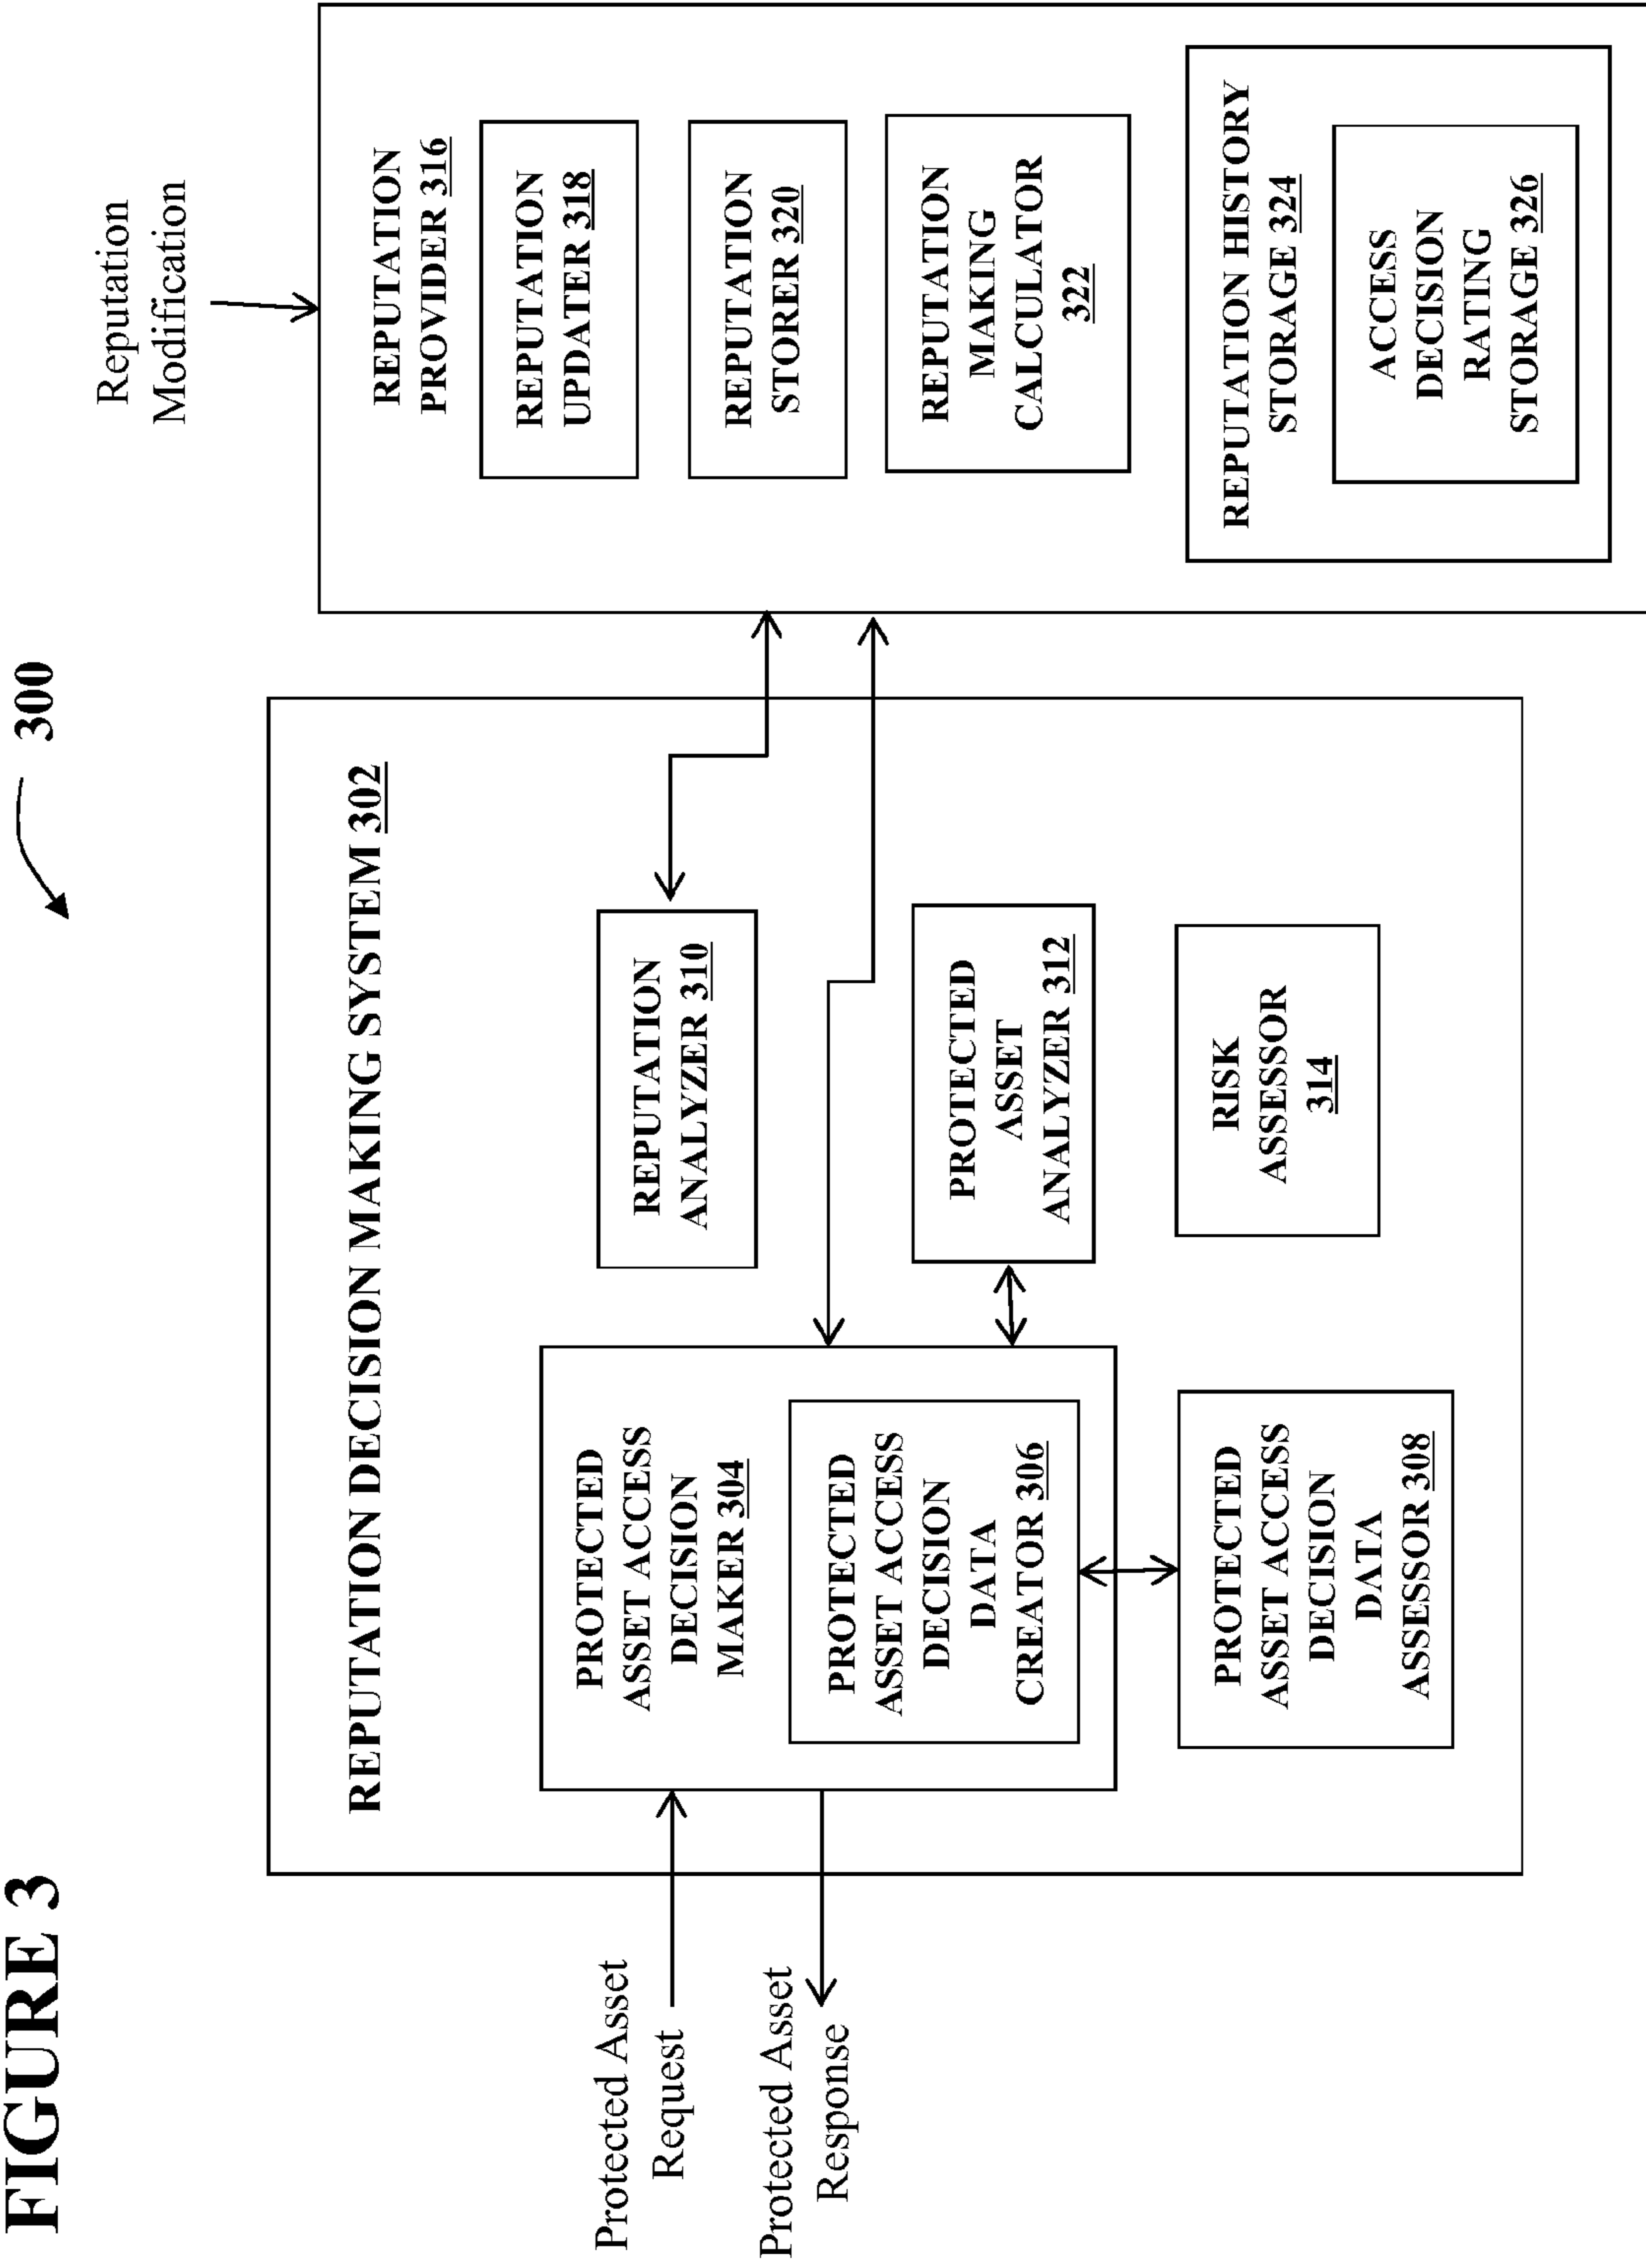 FIGURE 3
300
REPUTATION DECISION MAKING SYSTEM 302
Protected Asset
Request
Protected Asset
Response
PROTECTED
ASSET ACCESS
DECISION
MAKER 304
PROTECTED
ASSET ACCESS
DECISION
DATA
CREATOR 306
PROTECTED
ASSET ACCESS
DECISION
DATA
ASSESSOR 308
REPUTATION
ANALYZER 310
PROTECTED
ASSET
ANALYZER 312
RISK
ASSESSOR
314
Reputation
Modification
REPUTATION
PROVIDER 316
REPUTATION
UPDATER 318
REPUTATION
STORER 320
REPUTATION
MAKING
CALCULATOR
322
REPUTATION HISTORY
STORAGE 324
ACCESS
DECISION
RATING
STORAGE 326